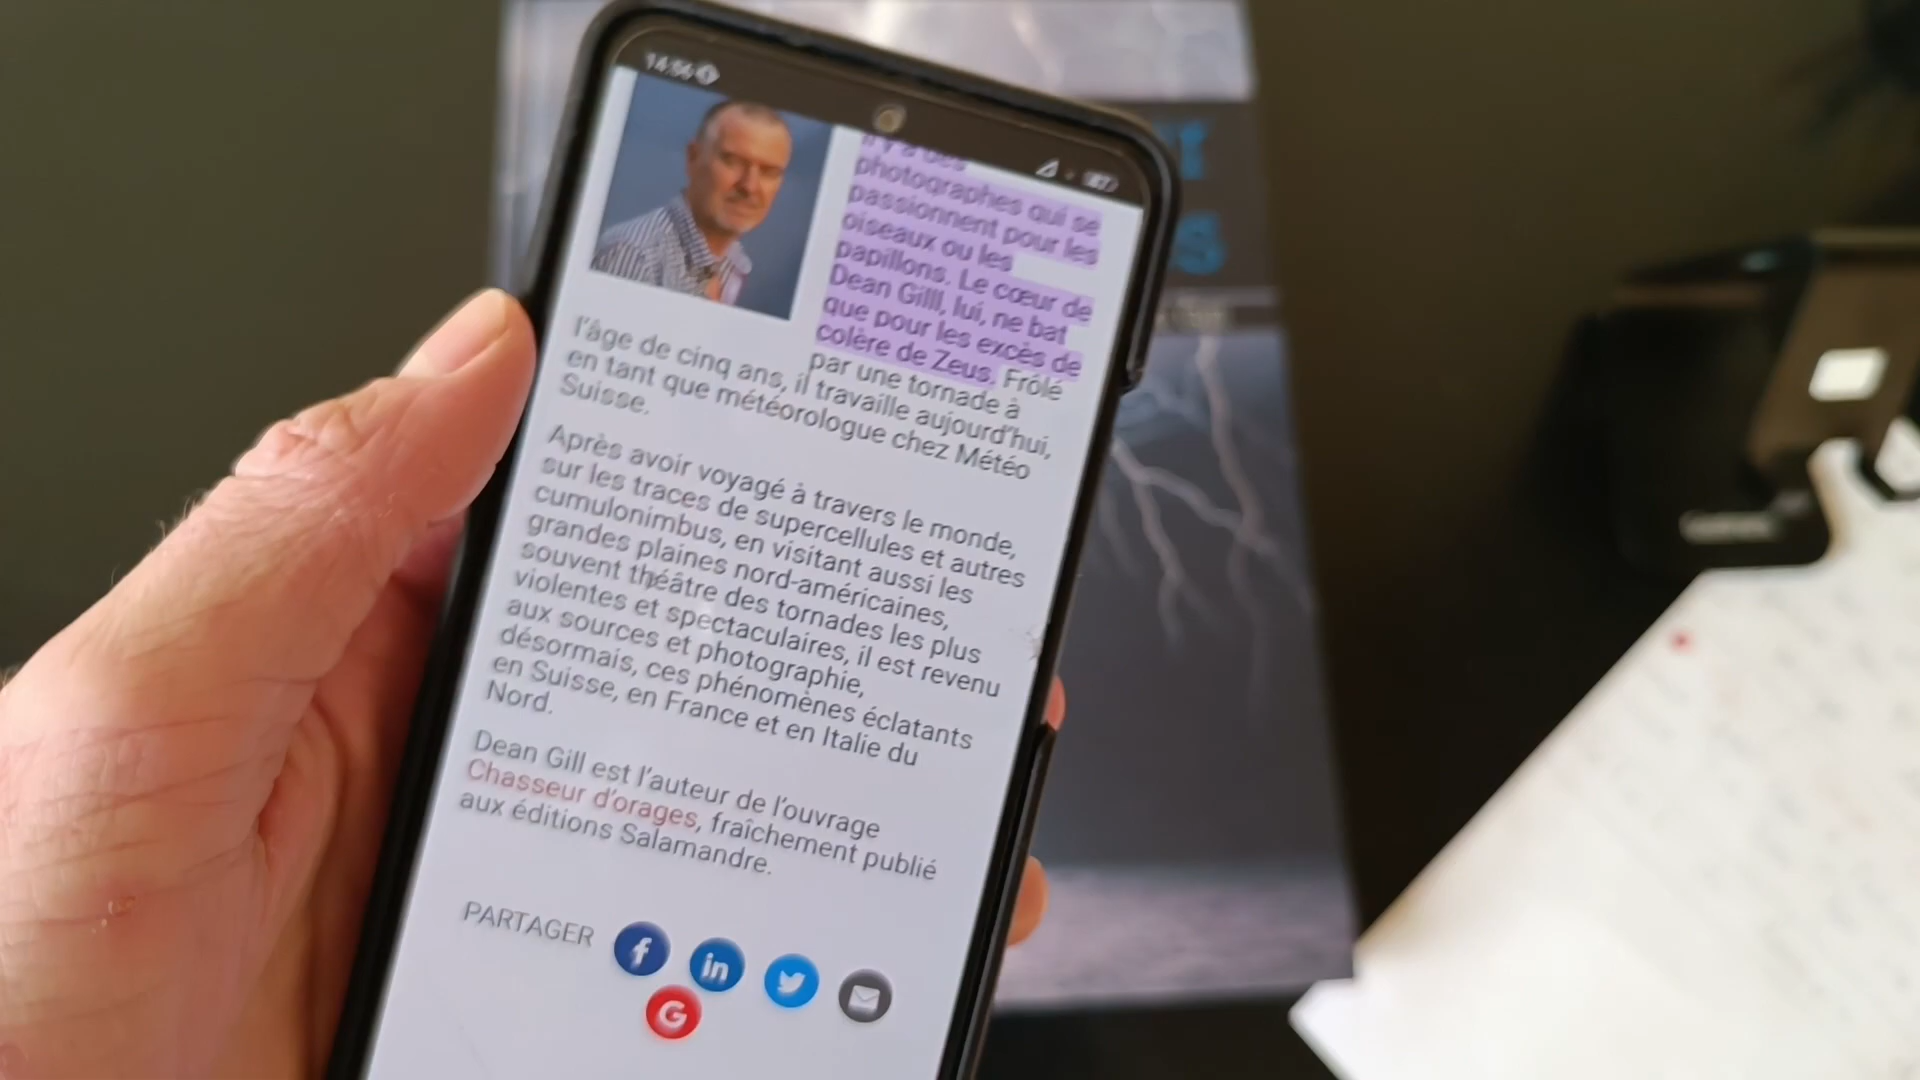 14:56
Il y a des
photographes qui se
passionnent pour les
oiseaux ou les
papillons. Le cœur de
Dean Gilll, lui, ne bat
que pour les excès de
colère de Zeus. Frôlé
par une tornade à
l'âge de cinq ans, il travaille aujourd'hui,
en tant que météorologue chez Météo
Suisse.
Après avoir voyagé à travers le monde,
sur les traces de supercellules et autres
cumulonimbus, en visitant aussi les
grandes plaines nord-américaines,
souvent théâtre des tornades les plus
violentes et spectaculaires, il est revenu
aux sources et photographie,
désormais, ces phénomènes éclatants
en Suisse, en France et en Italie du
Nord.
Dean Gill est l'auteur de l'ouvrage
Chasseur d'orages, fraîchement publié
aux éditions Salamandre.
PARTAGER
f
in
G